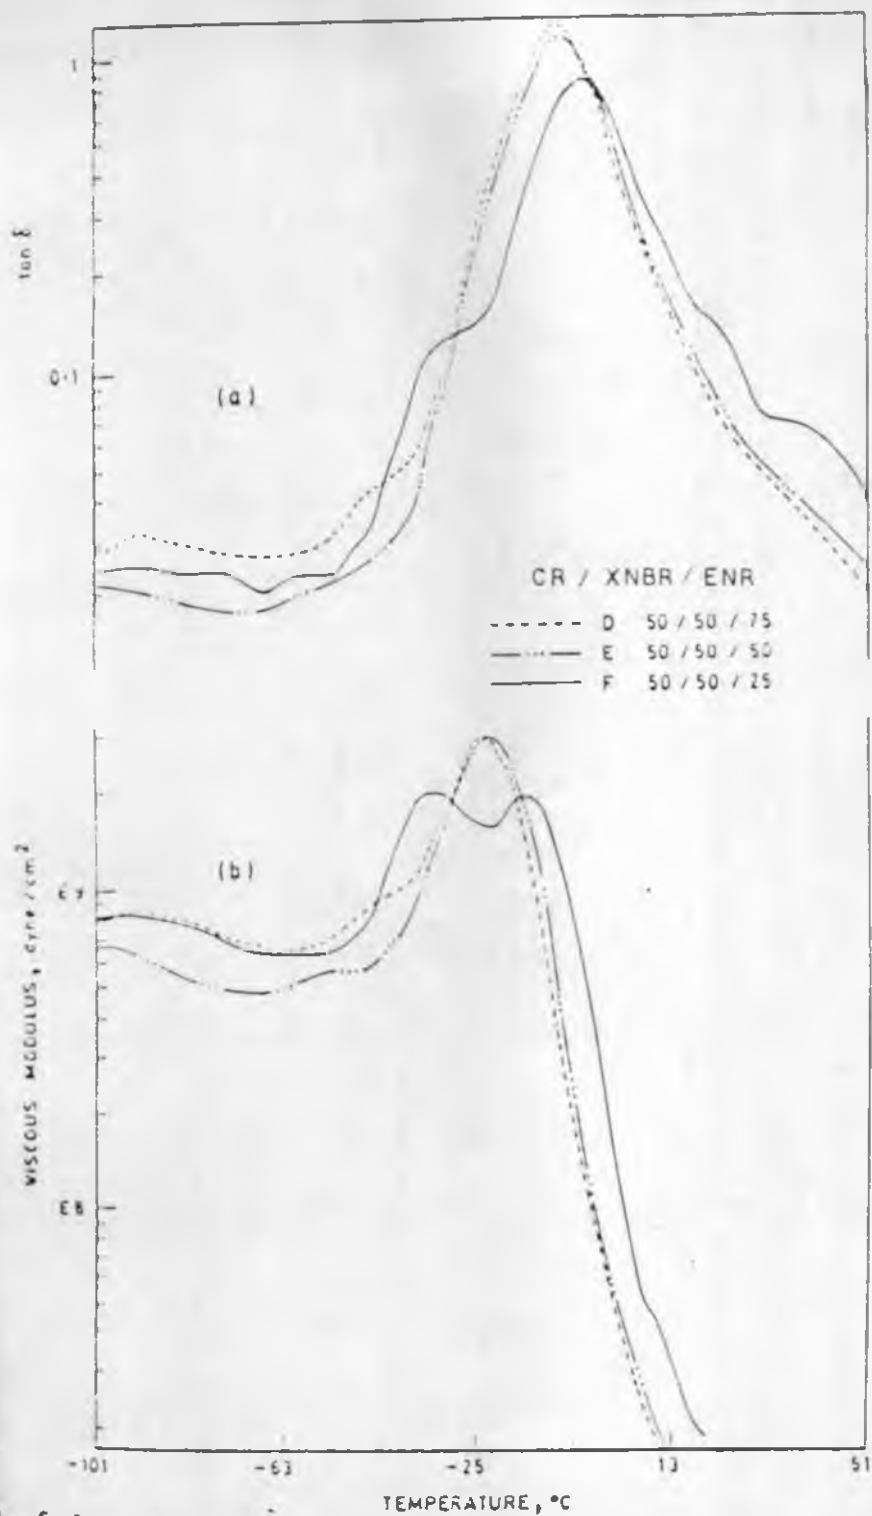 1
tan δ
0·1
(a)
CR / XNBR / ENR
D 50 / 50 / 75
E 50 / 50 / 50
F 50 / 50 / 25
VISCOUS MODULUS, dyne/cm²
(b)
E9
E8
-101 -63 -25 13 51
TEMPERATURE, °C